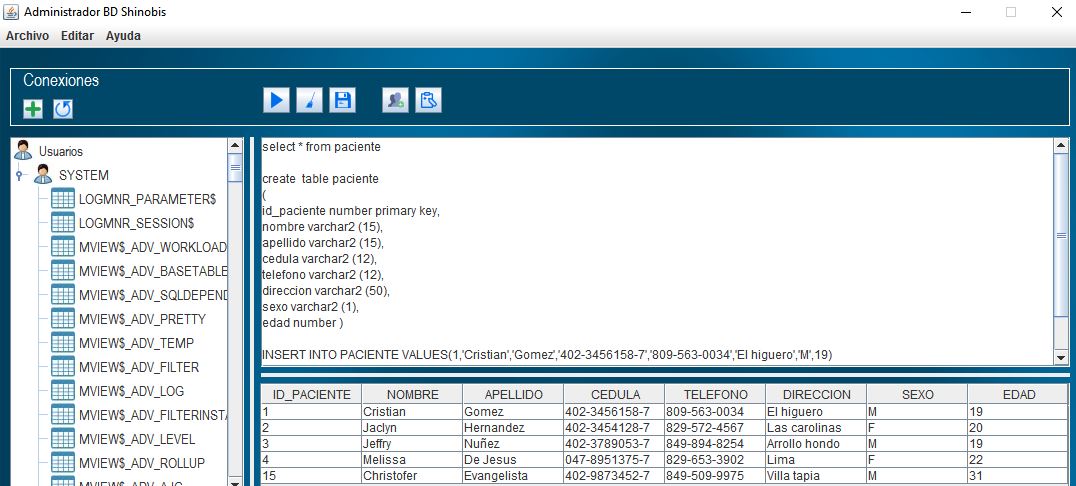 Administrador BD Shinobis
Archivo Editar Ayuda
Conexiones
Usuarios
SYSTEM
LOGMNR_PARAMETER$
LOGMNR_SESSION$
MVIEW$_ADV_WORKLOAD
MVIEW$_ADV_BASETABLE
MVIEW$_ADV_SQLDEPEND
MVIEW$_ADV_PRETTY
MVIEW$_ADV_TEMP
MVIEW$_ADV_FILTER
MVIEW$_ADV_LOG
MVIEW$_ADV_FILTERINST
MVIEW$_ADV_LEVEL
MVIEW$_ADV_ROLLUP
select * from paciente
create  table paciente
(
id_paciente number primary key,
nombre varchar2 (15),
apellido varchar2 (15),
cedula varchar2 (12),
telefono varchar2 (12),
direccion varchar2 (50),
sexo varchar2 (1),
edad number )
INSERT INTO PACIENTE VALUES(1,'Cristian','Gomez','402-3456158-7','809-563-0034','El higuero','M',19)
ID_PACIENTE NOMBRE APELLIDO CEDULA TELEFONO DIRECCION SEXO EDAD
1 Cristian Gomez 402-3456158-7 809-563-0034 El higuero M 19
2 Jaclyn Hernandez 402-3454128-7 829-572-4567 Las carolinas F 20
3 Jeffry Nuñez 402-3789053-7 849-894-8254 Arrollo hondo M 19
4 Melissa De Jesus 047-8951375-7 829-653-3902 Lima F 22
15 Christofer Evangelista 402-9873452-7 849-509-9975 Villa tapia M 31